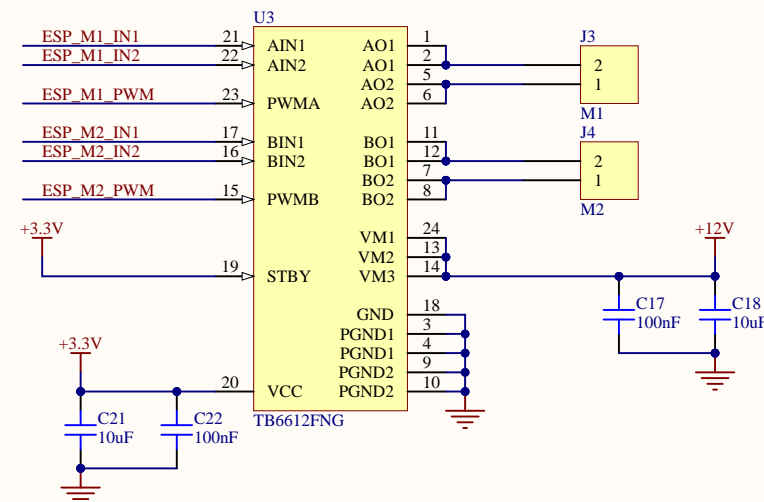 U3
ESP_M1_IN1
21
AIN1
AO1
1
J3
ESP_M1_IN2
22
AIN2
AO1
2
2
AO2
5
1
ESP_M1_PWM
23
PWMA
AO2
6
M1
ESP_M2_IN1
17
BIN1
BO1
11
J4
ESP_M2_IN2
16
BIN2
BO1
12
2
BO2
7
1
ESP_M2_PWM
15
PWMB
BO2
8
M2
+3.3V
VM1
24
+12V
VM2
13
19
STBY
VM3
14
C17
100nF
C18
10uF
GND
18
PGND1
3
+3.3V
PGND1
4
PGND2
9
20
VCC
PGND2
10
C21
10uF
C22
100nF
TB6612FNG